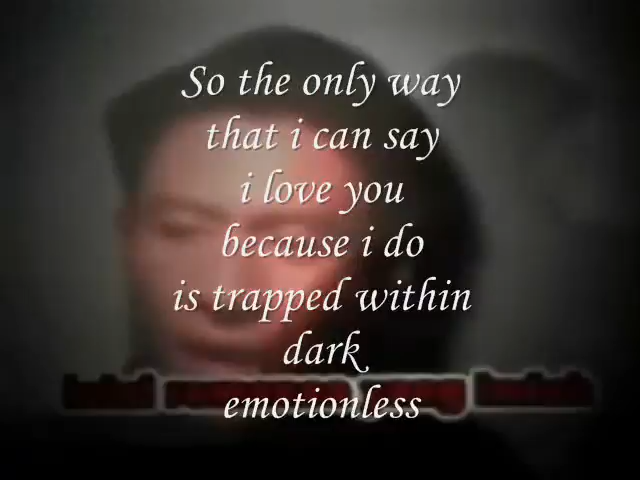 So the only way
that i can say
i love you
because i do
is trapped within
dark
emotionless